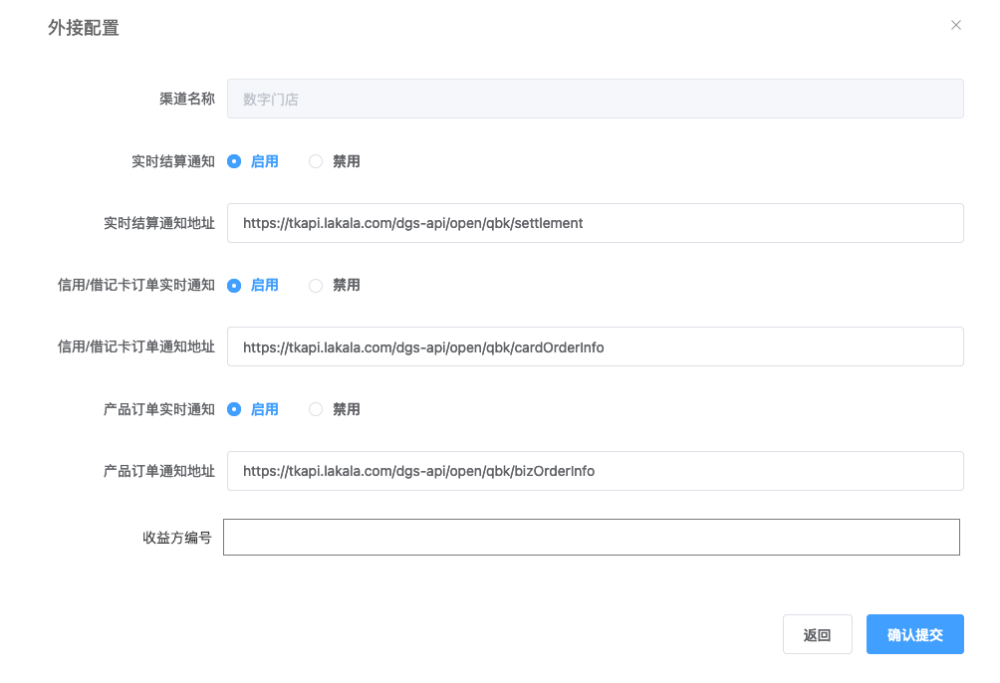 外接配置
渠道名称 数字门店
实时结算通知 启用 禁用
实时结算通知地址 https://tkapi.lakala.com/dgs-api/open/qbk/settlement
信用/借记卡订单实时通知 启用 禁用
信用/借记卡订单通知地址 https://tkapi.lakala.com/dgs-api/open/qbk/cardOrderInfo
产品订单实时通知 启用 禁用
产品订单通知地址 https://tkapi.lakala.com/dgs-api/open/qbk/bizOrderInfo
收益方编号
返回 确认提交